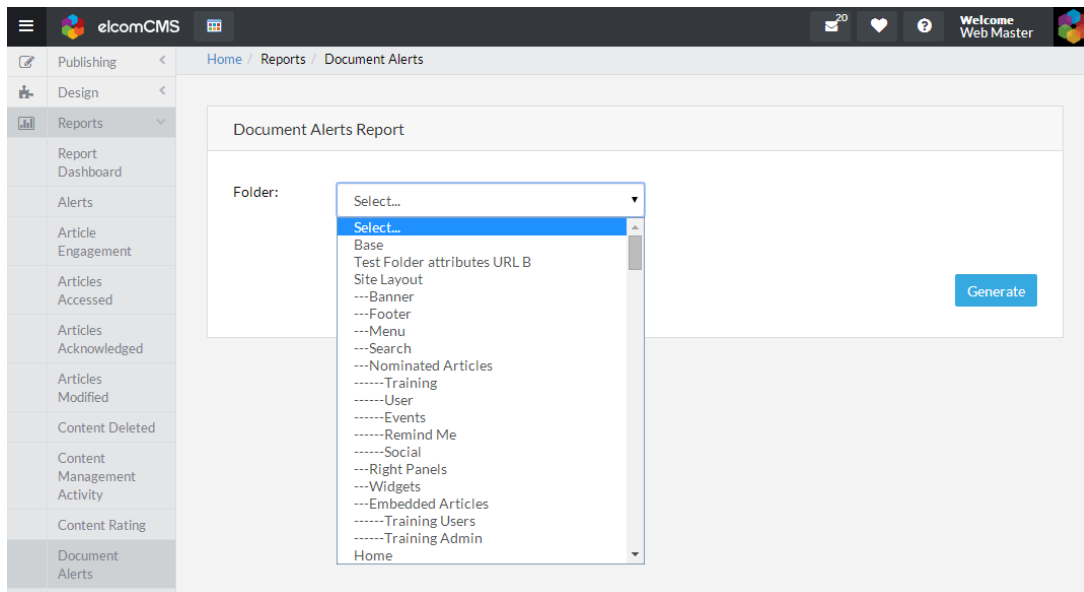 elcomCMS
20
Welcome
Web Master
Publishing
Design
Reports
Report
Dashboard
Alerts
Article
Engagement
Articles
Accessed
Articles
Acknowledged
Articles
Modified
Content Deleted
Content
Management
Activity
Content Rating
Document
Alerts
Home / Reports / Document Alerts
Document Alerts Report
Folder:
Select...
Select...
Base
Test Folder attributes URL B
Site Layout
---Banner
---Footer
---Menu
---Search
---Nominated Articles
------Training
------User
------Events
------Remind Me
------Social
---Right Panels
---Widgets
---Embedded Articles
------Training Users
------Training Admin
Home
Generate